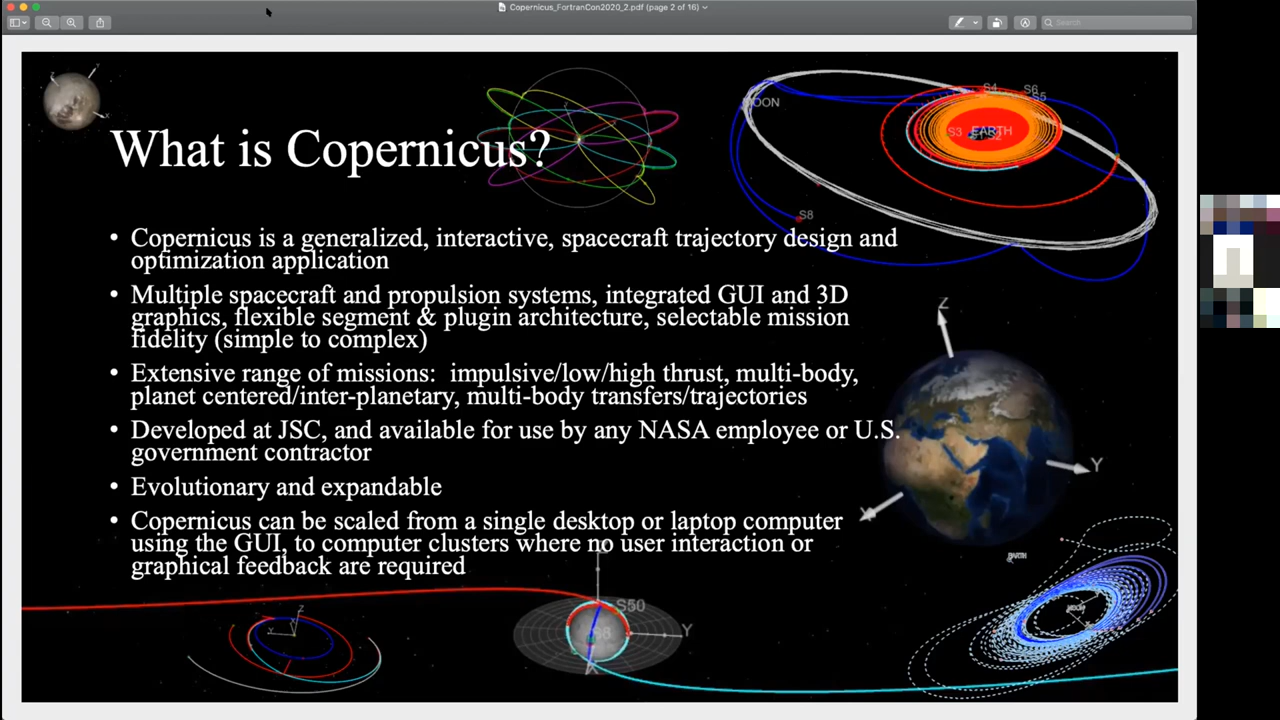 Copernicus_FortranCon2020_2.pdf (page 2 of 16)
Search
What is Copernicus?
• Copernicus is a generalized, interactive, spacecraft trajectory design and
optimization application
• Multiple spacecraft and propulsion systems, integrated GUI and 3D
graphics, flexible segment & plugin architecture, selectable mission
fidelity (simple to complex)
• Extensive range of missions: impulsive/low/high thrust, multi-body,
planet centered/inter-planetary, multi-body transfers/trajectories
• Developed at JSC, and available for use by any NASA employee or U.S.
government contractor
• Evolutionary and expandable
• Copernicus can be scaled from a single desktop or laptop computer
using the GUI, to computer clusters where no user interaction or
graphical feedback are required
MOON
S4
S6
S5
S3
EARTH
S8
Z
Y
X
EARTH
S50
S8
Y
Z
Y
MOON